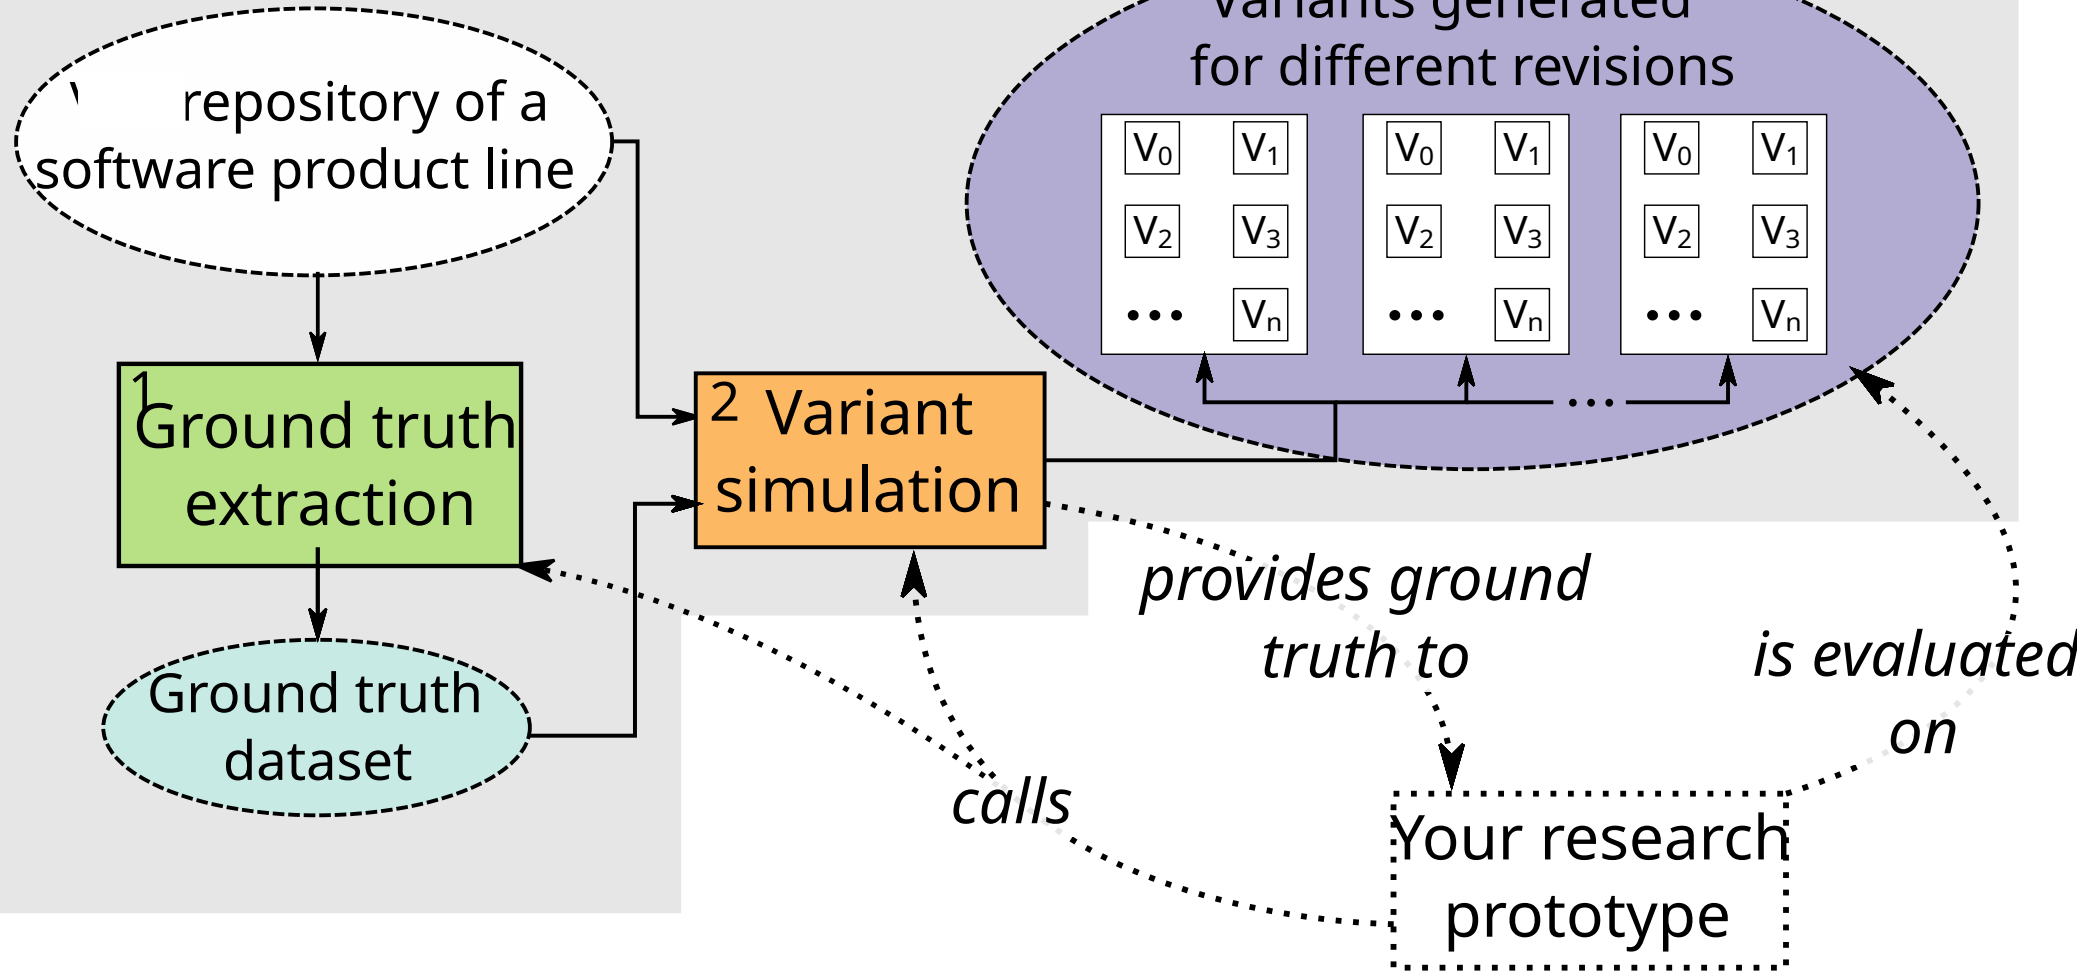 repository of a
software product line
Variants generated
for different revisions
V0 V1
V2 V3
... Vn
V0 V1
V2 V3
... Vn
V0 V1
V2 V3
... Vn
...
1
Ground truth
extraction
2 Variant
simulation
Ground truth
dataset
provides ground
truth to
is evaluated
on
calls
Your research
prototype